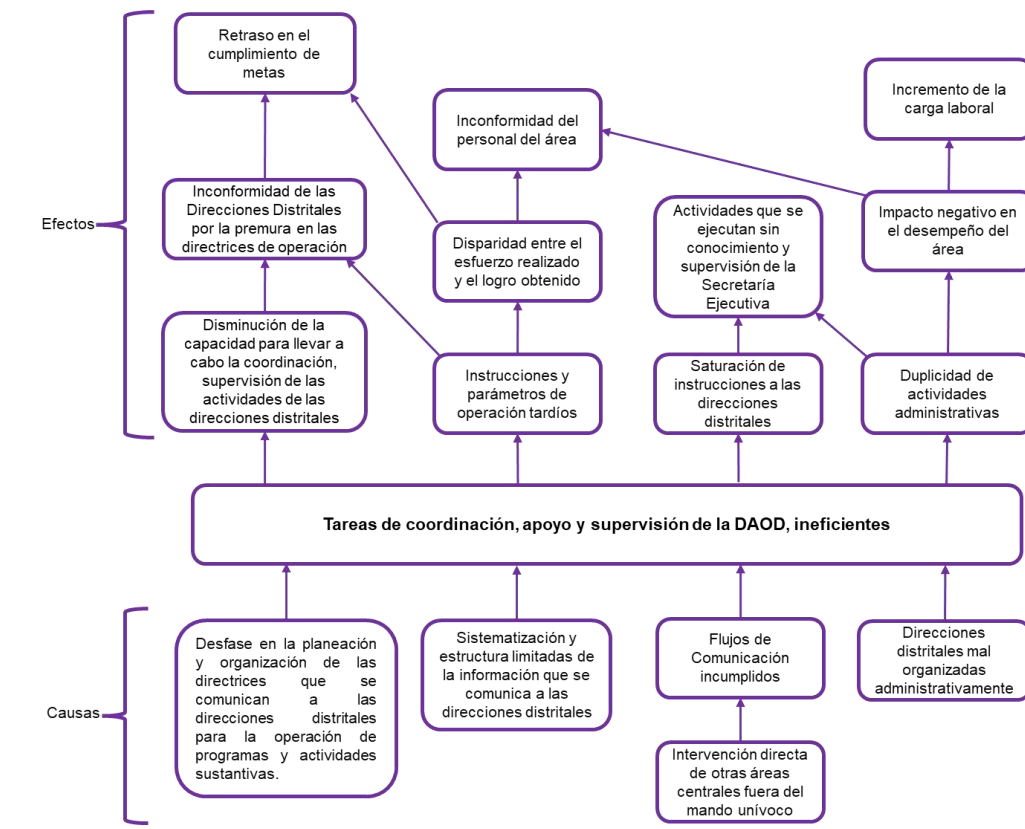 Retraso en el
cumplimiento de
metas
Inconformidad del
personal del área
Incremento de la
carga laboral
Efectos
Inconformidad de las
Direcciones Distritales
por la premura en las
directrices de operación
Disparidad entre el
esfuerzo realizado
y el logro obtenido
Actividades que se
ejecutan sin
conocimiento y
supervisión de la
Secretaría
Ejecutiva
Impacto negativo en
el desempeño del
área
Disminución de la
capacidad para llevar a
cabo la coordinación,
supervisión de las
actividades de las
direcciones distritales
Instrucciones y
parámetros de
operación tardíos
Saturación de
instrucciones a las
direcciones
distritales
Duplicidad de
actividades
administrativas
Tareas de coordinación, apoyo y supervisión de la DAOD, ineficientes
Causas
Desfase en la planeación
y organización de las
directrices que se
comunican a las
direcciones distritales
para la operación de
programas y actividades
sustantivas.
Sistematización y
estructura limitadas de
la información que se
comunica a las
direcciones distritales
Flujos de
Comunicación
incumplidos
Direcciones
distritales mal
organizadas
administrativamente
Intervención directa
de otras áreas
centrales fuera del
mando unívoco